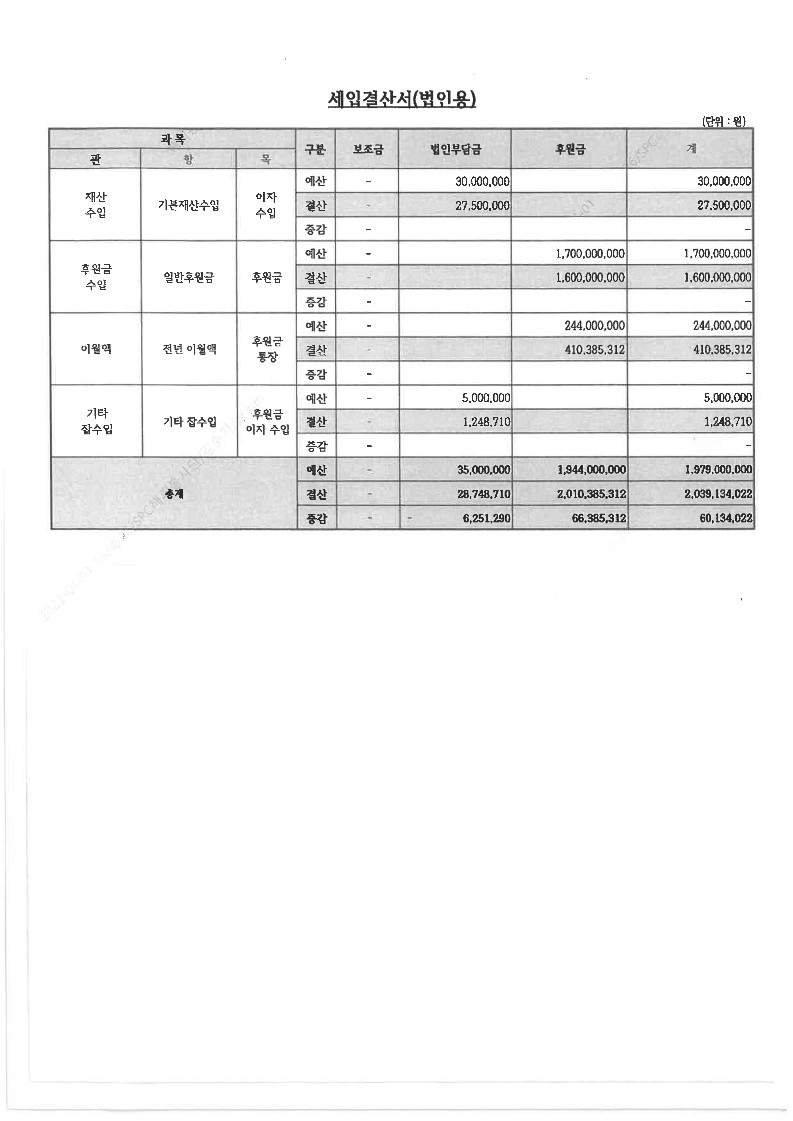 세입결산서(법인용)
(단위 : 원)
과 목 구분 보조금 법인부담금 후원금 계
관 항 목
재산 수입 기본재산수입 이자 수입 예산 - 30,000,000 30,000,000
결산 - 27,500,000 27,500,000
증감 - -
후원금 수입 일반후원금 후원금 예산 - 1,700,000,000 1,700,000,000
결산 - 1,600,000,000 1,600,000,000
증감 - -
이월액 전년 이월액 후원금 통장 예산 - 244,000,000 244,000,000
결산 - 410,385,312 410,385,312
증감 - -
기타 잡수입 기타 잡수입 후원금 이자 수입 예산 - 5,000,000 5,000,000
결산 - 1,248,710 1,248,710
증감 - -
총계 예산 - 35,000,000 1,944,000,000 1,979,000,000
결산 - 28,748,710 2,010,385,312 2,039,134,022
증감 - - 6,251,290 66,385,312 60,134,022